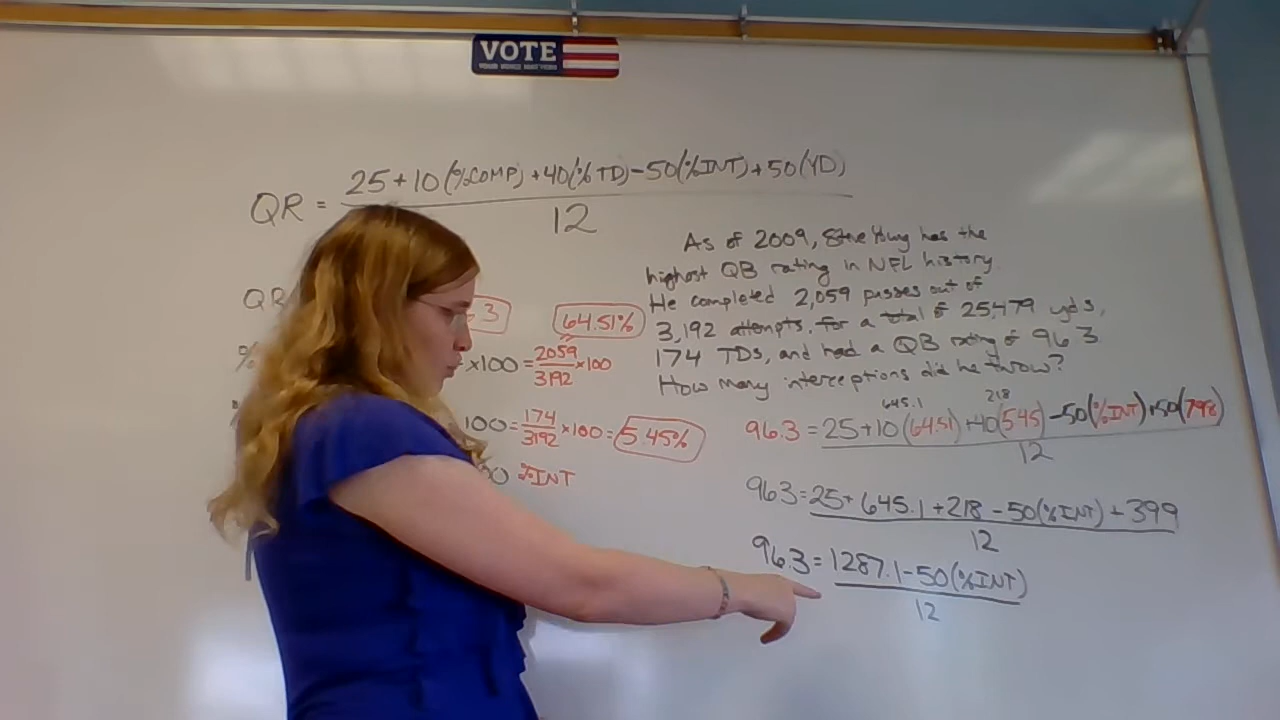 VOTE
QR = 25+10(%COMP)+40(%TD)-50(%INT)+50(YD)
12
As of 2009, Steve Young has the
highest QB rating in NFL history.
He completed 2,059 passes out of
3,192 attempts, for a total of 25,479 yds,
174 TDs, and had a QB rating of 96.3
How many interceptions did he throw?
QR
64.51%
x100 = 2059/3192 x100
100 = 174/3192 x100 = 5.45%
%INT
645.1 218
96.3 = 25+10(64.51)+40(5.45)-50(%INT)+50(7.98)
12
96.3 = 25+645.1+218-50(%INT)+399
12
96.3 = 1287.1-50(%INT)
12